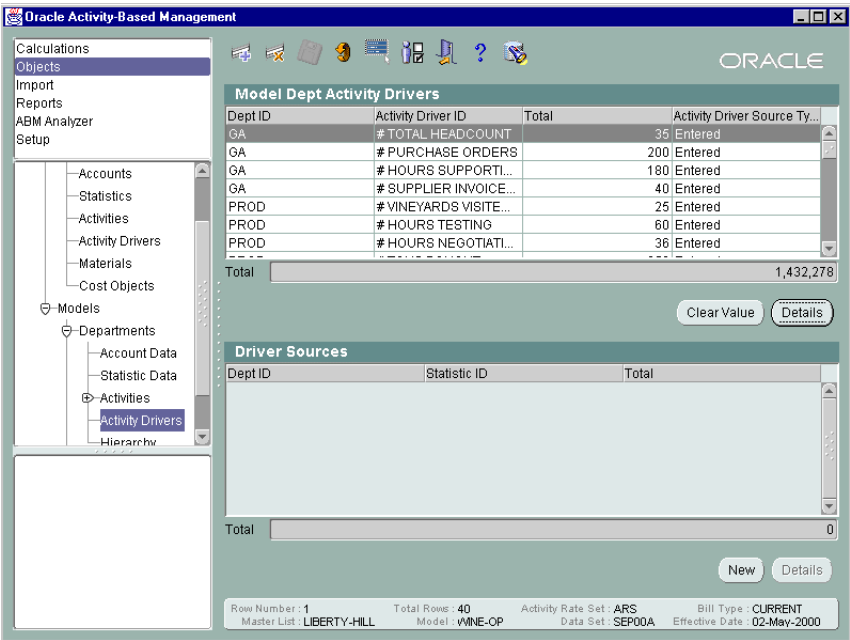 Oracle Activity-Based Management
Calculations
Objects
Import
Reports
ABM Analyzer
Setup
Accounts
Statistics
Activities
Activity Drivers
Materials
Cost Objects
Models
Departments
Account Data
Statistic Data
Activities
Activity Drivers
Hierarchy
?
ORACLE
Model Dept Activity Drivers
Dept ID Activity Driver ID Total Activity Driver Source Ty...
GA # TOTAL HEADCOUNT 35 Entered
GA # PURCHASE ORDERS 200 Entered
GA # HOURS SUPPORTI... 180 Entered
GA # SUPPLIER INVOICE... 40 Entered
PROD # VINEYARDS VISITE... 25 Entered
PROD # HOURS TESTING 60 Entered
PROD # HOURS NEGOTIATI... 36 Entered
Total 1,432,278
Clear Value Details
Driver Sources
Dept ID Statistic ID Total
Total 0
New Details
Row Number : 1 Total Rows : 40 Activity Rate Set : ARS Bill Type : CURRENT
Master List : LIBERTY-HILL Model : WINE-OP Data Set : SEP00A Effective Date : 02-May-2000